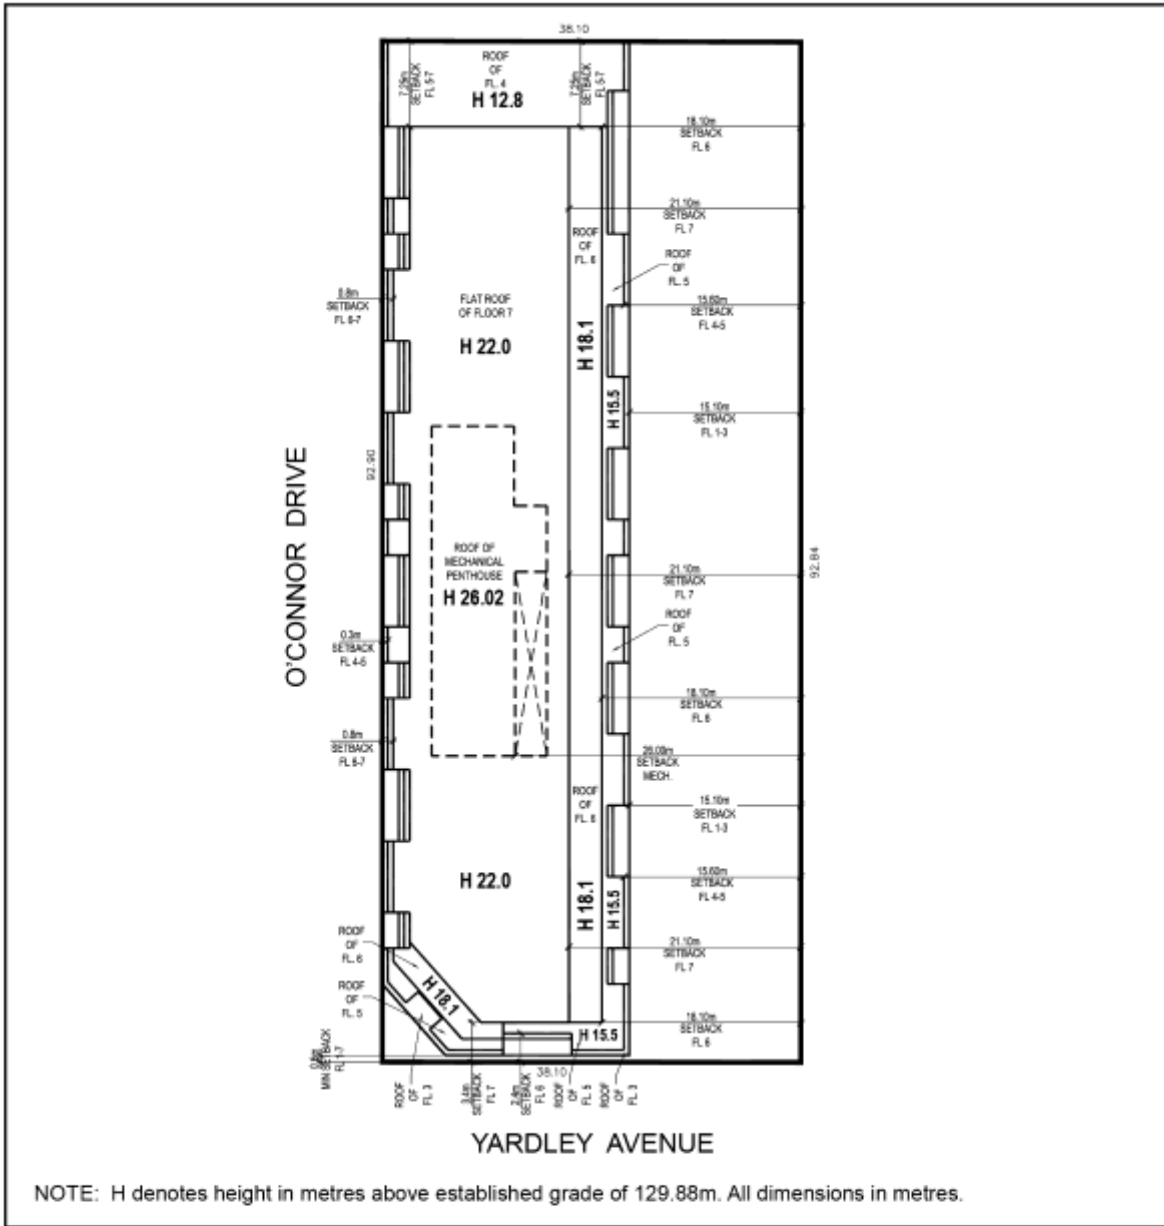 38.10
ROOF
OF
FL. 4
H 12.8
7.25m
SETBACK
FL 5-7
7.25m
SETBACK
FL 5-7
18.10m
SETBACK
FL 6
21.10m
SETBACK
FL 7
ROOF
OF
FL. 6
ROOF
OF
FL. 5
0.8m
SETBACK
FL 6-7
FLAT ROOF
OF FLOOR 7
H 22.0
H 18.1
15.60m
SETBACK
FL 4-5
H 15.5
15.10m
SETBACK
FL 1-3
O'CONNOR DRIVE
92.90
ROOF OF
MECHANICAL
PENTHOUSE
H 26.02
21.10m
SETBACK
FL 7
92.84
0.3m
SETBACK
FL 4-5
ROOF
OF
FL. 5
18.10m
SETBACK
FL 6
0.8m
SETBACK
FL 6-7
26.00m
SETBACK
MECH.
ROOF
OF
FL. 6
15.10m
SETBACK
FL 1-3
H 22.0
H 18.1
H 15.5
15.60m
SETBACK
FL 4-5
ROOF
OF
FL. 6
21.10m
SETBACK
FL 7
ROOF
OF
FL. 5
H 18.1
H 15.5
18.10m
SETBACK
FL 6
MIN SETBACK
FL 1-7
38.10
ROOF
OF
FL 3
3.4m
SETBACK
FL 7
2.4m
SETBACK
FL 6
ROOF
OF
FL 5
ROOF
OF
FL 3
YARDLEY AVENUE
NOTE: H denotes height in metres above established grade of 129.88m. All dimensions in metres.